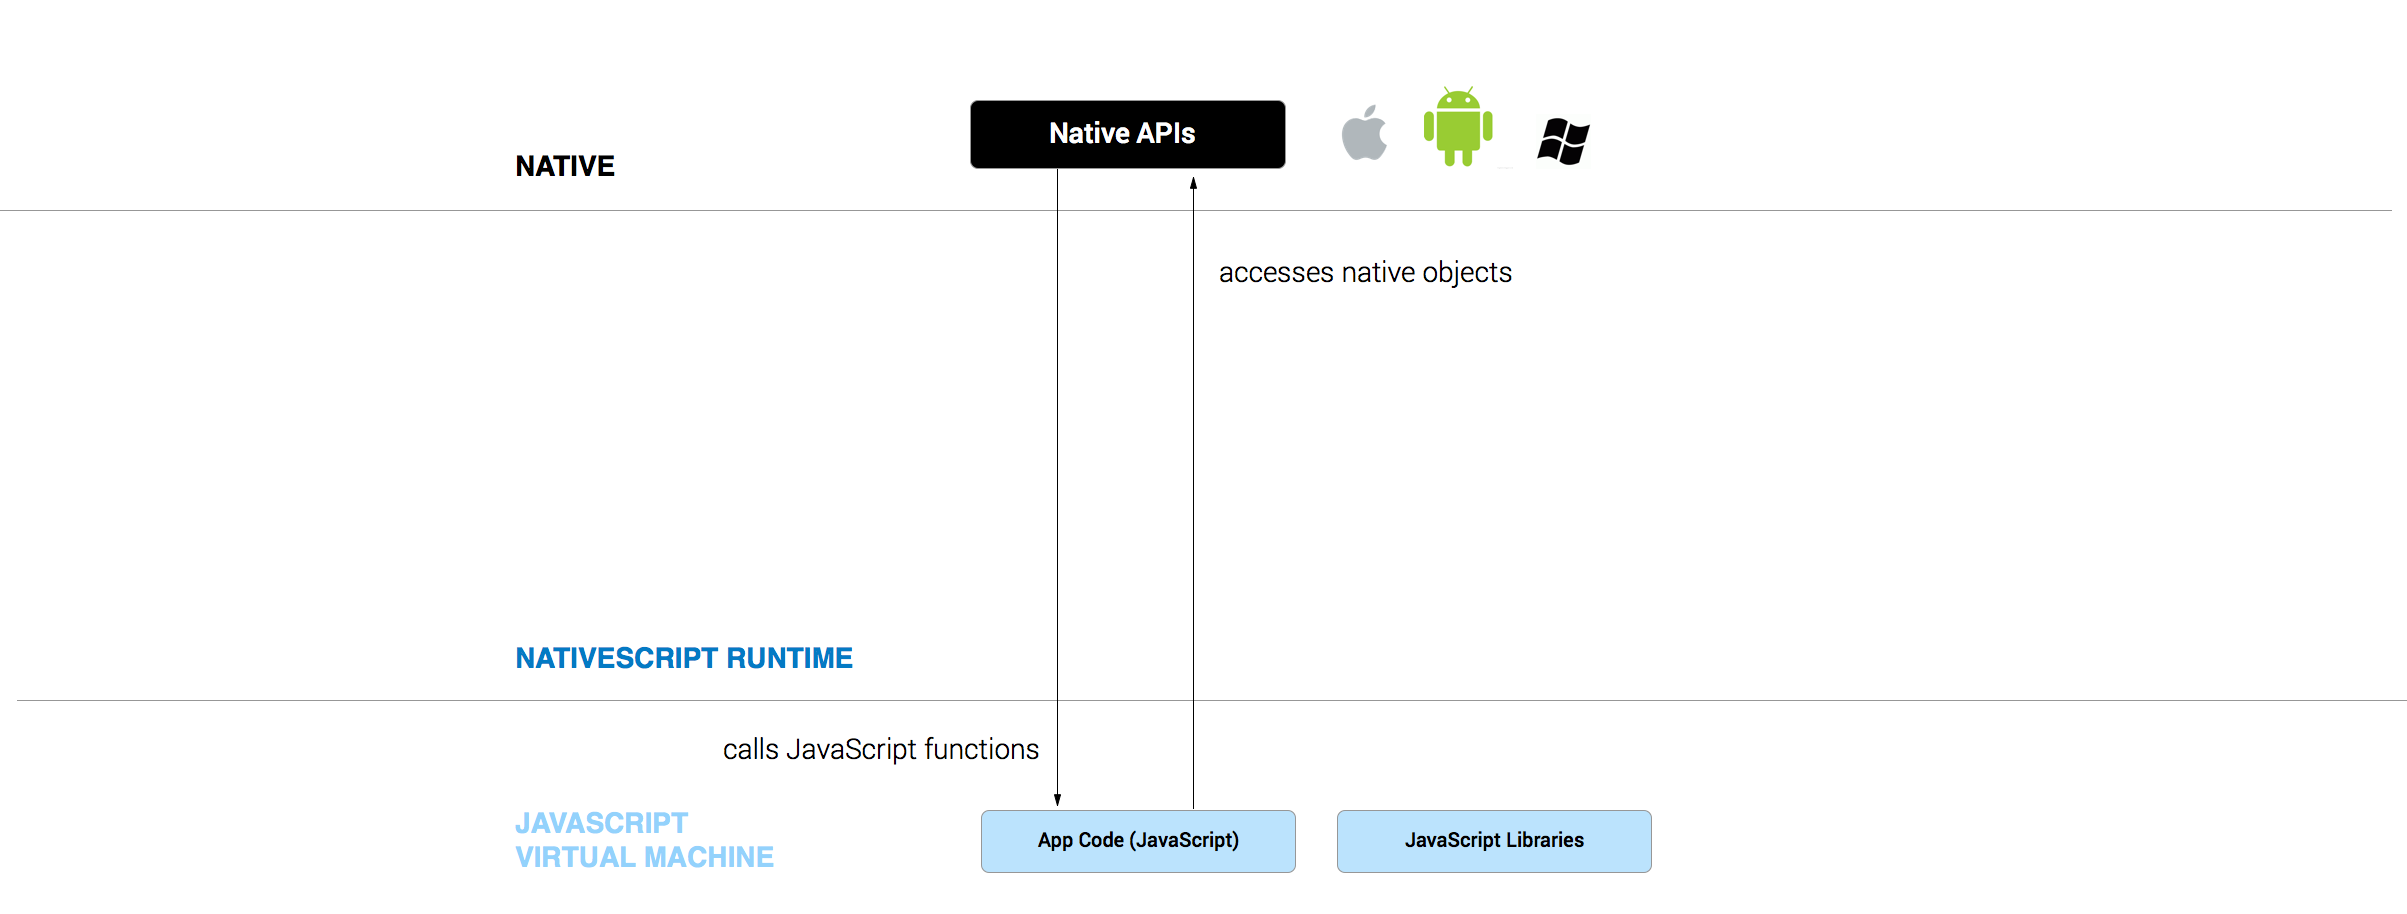 Native APIs
NATIVE
accesses native objects
NATIVESCRIPT RUNTIME
calls JavaScript functions
JAVASCRIPT
VIRTUAL MACHINE
App Code (JavaScript)
JavaScript Libraries